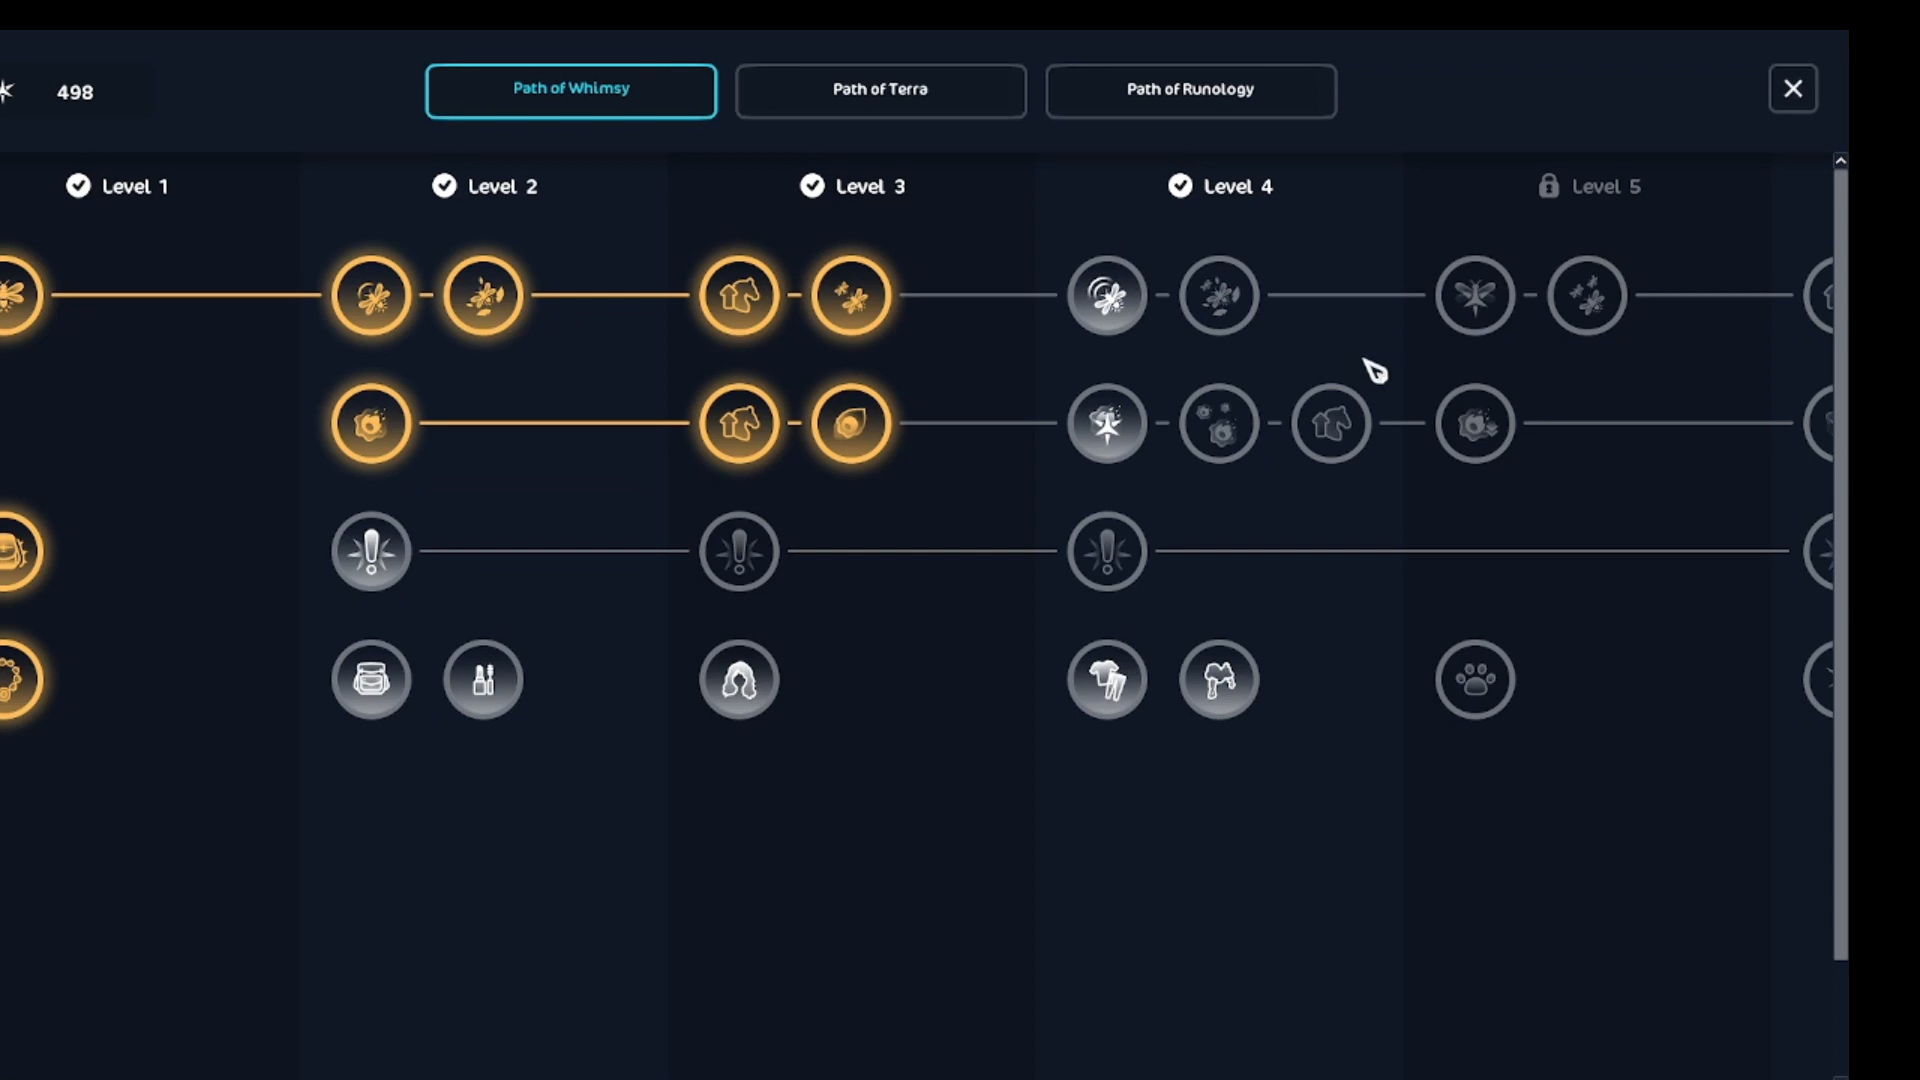 498
Path of Whimsy
Path of Terra
Path of Runology
Level 1
Level 2
Level 3
Level 4
Level 5